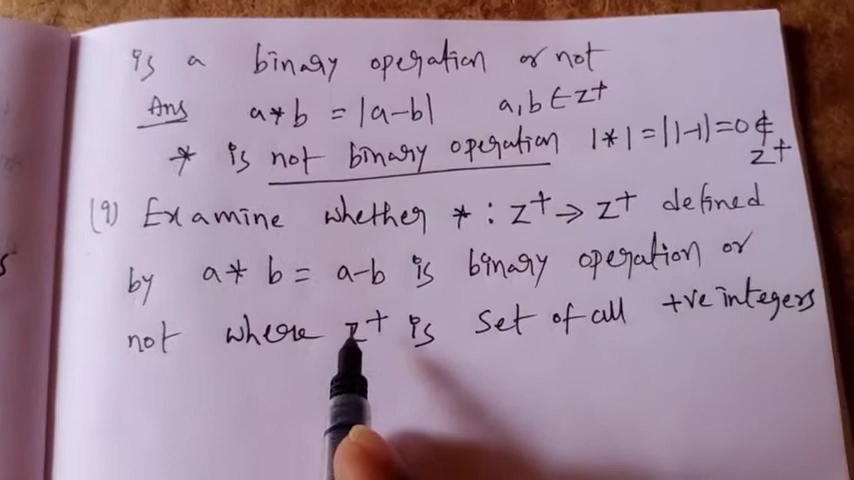 is a binary operation or not
Ans a*b = |a-b| a,b ∈ z+
* is not binary operation 1*1 = |1-1| = 0 ∉ z+
(9) Examine whether * : z+ → z+ defined
by a* b = a-b is binary operation or
not where z+ is set of all +ve integers